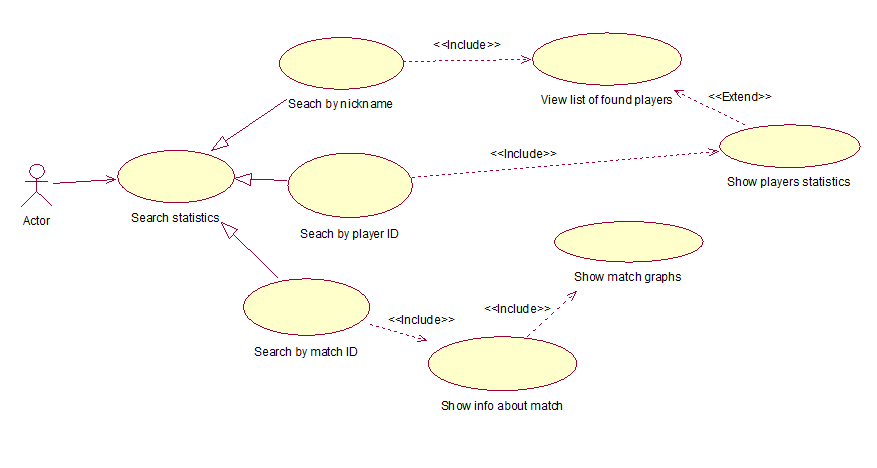 <<Include>>
Seach by nickname
View list of found players
<<Extend>>
<<Include>>
Show players statistics
Actor
Search statistics
Seach by player ID
Show match graphs
<<Include>>
<<Include>>
Search by match ID
Show info about match